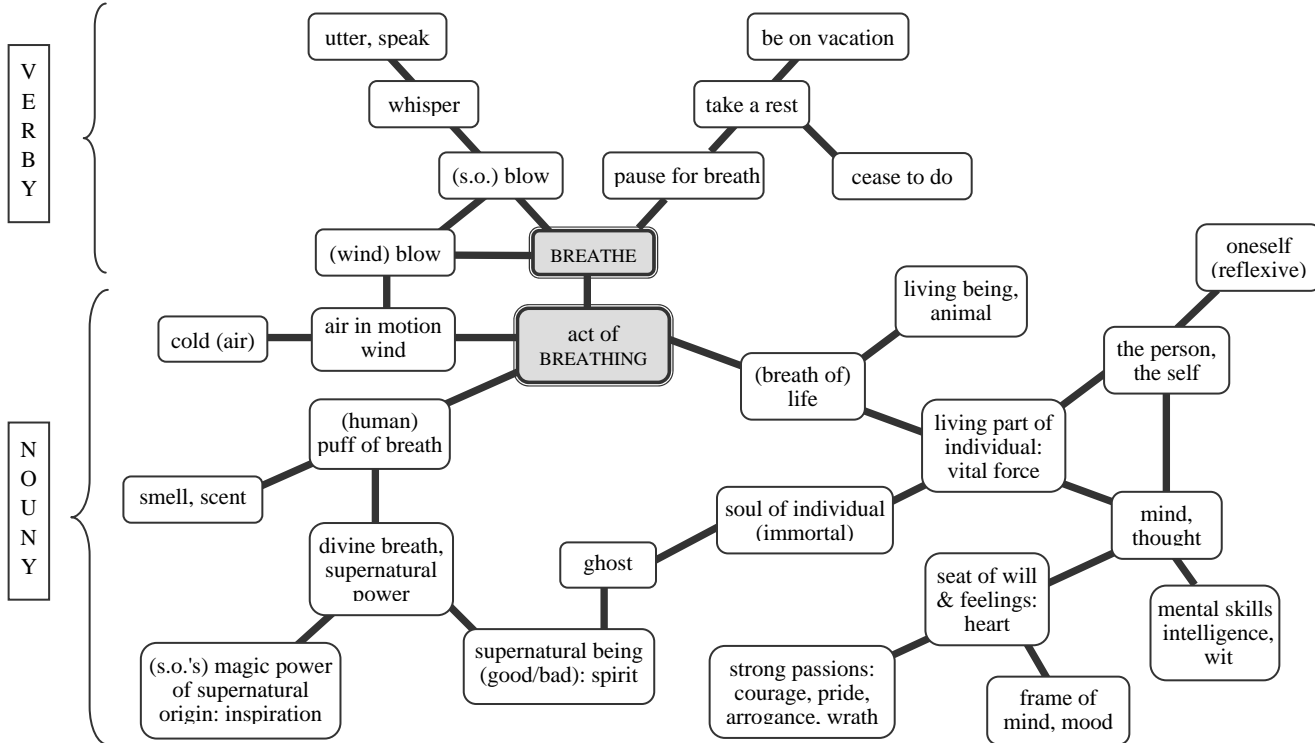 VERBY
utter, speak
be on vacation
whisper
take a rest
(s.o.) blow
pause for breath
cease to do
(wind) blow
BREATHE
oneself
(reflexive)
living being,
animal
cold (air)
air in motion
wind
act of
BREATHING
the person,
the self
(breath of)
life
NOUNY
(human)
puff of breath
living part of
individual:
vital force
smell, scent
soul of individual
(immortal)
mind,
thought
divine breath,
supernatural
power
ghost
seat of will
& feelings:
heart
mental skills
intelligence,
wit
(s.o.'s) magic power
of supernatural
origin: inspiration
supernatural being
(good/bad): spirit
strong passions:
courage, pride,
arrogance, wrath
frame of
mind, mood